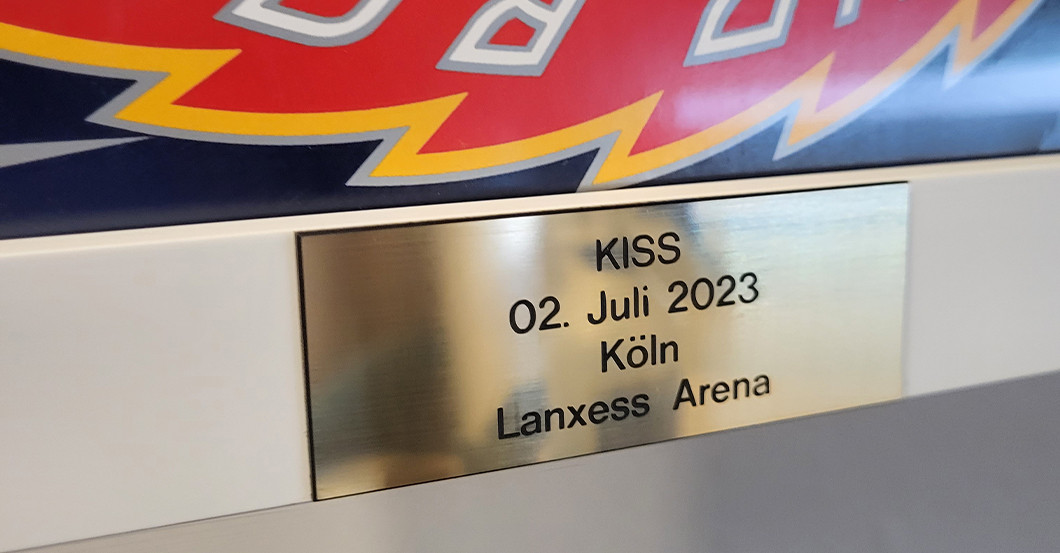 KISS
02. Juli 2023
Köln
Lanxess Arena